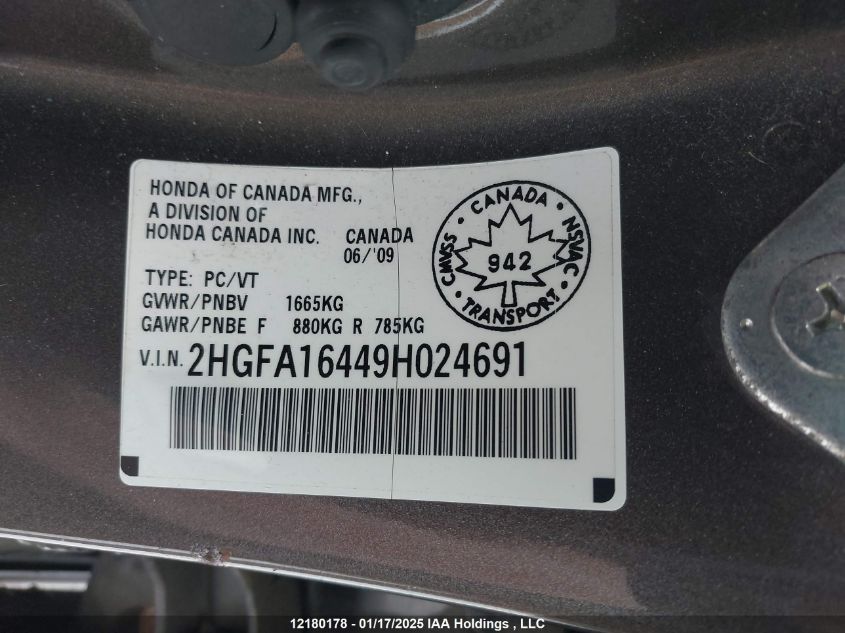 HONDA OF CANADA MFG.,
A DIVISION OF
HONDA CANADA INC. CANADA
06/'09
TYPE: PC/VT
GVWR/PNBV 1665KG
GAWR/PNBE F 880KG R 785KG
V.I.N. 2HGFA16449H024691
CMVSS · CANADA · NSVAC · TRANSPORT ·
942
12180178 - 01/17/2025 IAA Holdings , LLC